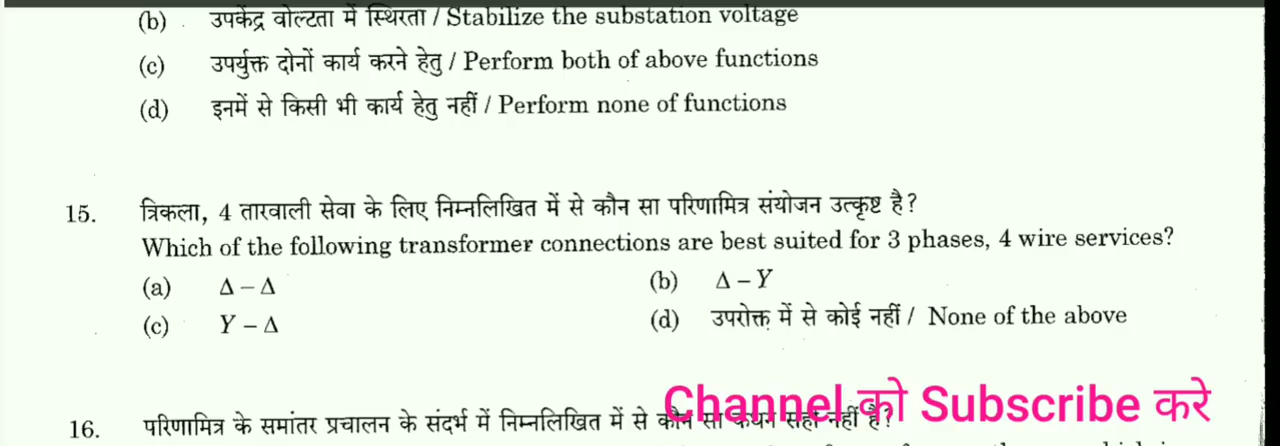 (b) उपकेंद्र वोल्टता में स्थिरता / Stabilize the substation voltage
(c) उपर्युक्त दोनों कार्य करने हेतु / Perform both of above functions
(d) इनमें से किसी भी कार्य हेतु नहीं / Perform none of functions
15. त्रिकला, 4 तारवाली सेवा के लिए निम्नलिखित में से कौन सा परिणामित्र संयोजन उत्कृष्ट है?
Which of the following transformer connections are best suited for 3 phases, 4 wire services?
(a) Δ – Δ (b) Δ – Y
(c) Y – Δ (d) उपरोक्त में से कोई नहीं / None of the above
Channel को Subscribe करे
16. परिणामित्र के समांतर प्रचालन के संदर्भ में निम्नलिखित में से कौन सा कथन सही नहीं है?